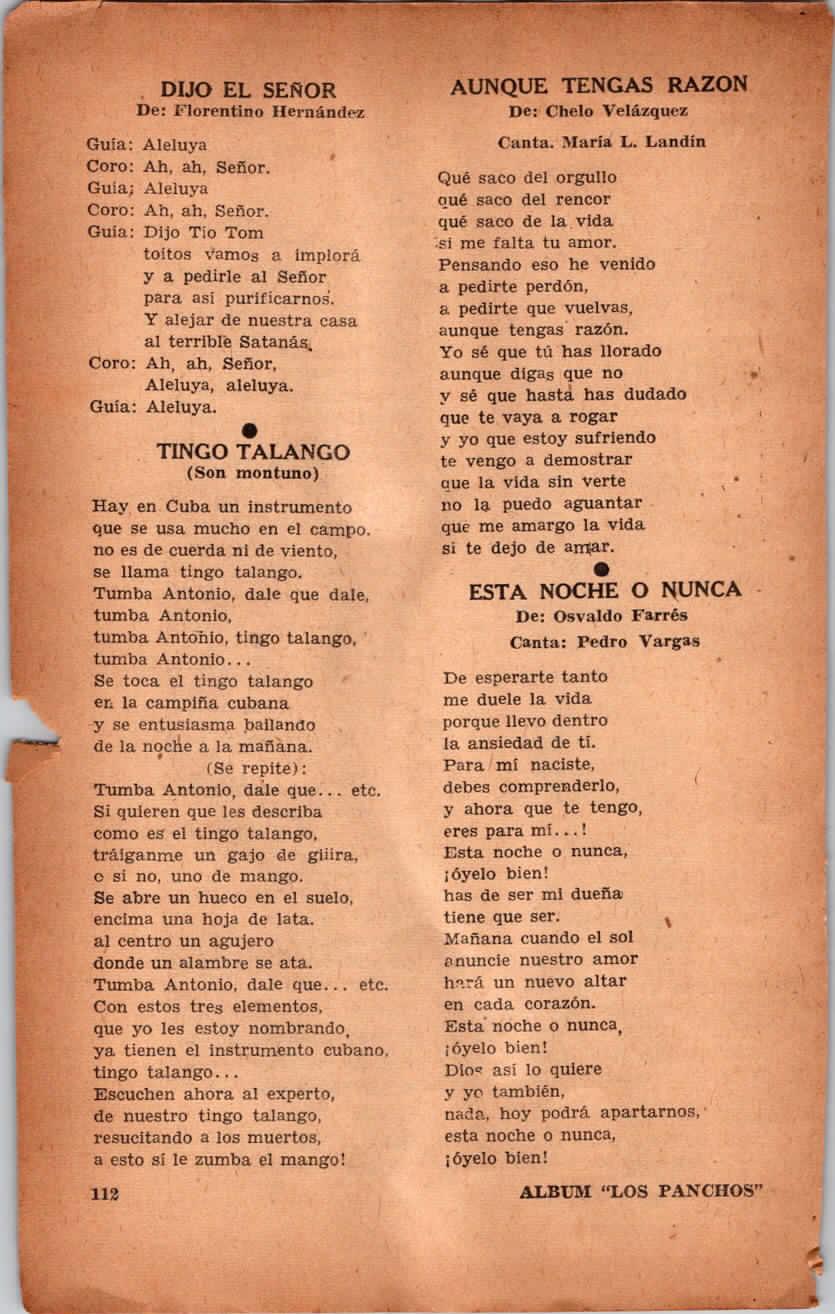 DIJO EL SEÑOR
De: Florentino Hernández
Guía: Aleluya
Coro: Ah, ah, Señor.
Guía; Aleluya
Coro: Ah, ah, Señor.
Guía: Dijo Tio Tom
toitos vamos a implorá
y a pedirle al Señor
para así purificarnos.
Y alejar de nuestra casa
al terrible Satanás.
Coro: Ah, ah, Señor,
Aleluya, aleluya.
Guía: Aleluya.
TINGO TALANGO
(Son montuno)
Hay en Cuba un instrumento
que se usa mucho en el campo.
no es de cuerda ni de viento,
se llama tingo talango.
Tumba Antonio, dale que dale,
tumba Antonio,
tumba Antonio, tingo talango,
tumba Antonio...
Se toca el tingo talango
en la campiña cubana
y se entusiasma bailando
de la noche a la mañana.
(Se repite):
Tumba Antonio, dale que... etc.
Si quieren que les describa
como es el tingo talango,
tráiganme un gajo de giiira,
o si no, uno de mango.
Se abre un hueco en el suelo,
encima una hoja de lata.
al centro un agujero
donde un alambre se ata.
Tumba Antonio, dale que... etc.
Con estos tres elementos,
que yo les estoy nombrando,
ya tienen el instrumento cubano,
tingo talango...
Escuchen ahora al experto,
de nuestro tingo talango,
resucitando a los muertos,
a esto sí le zumba el mango!
112
AUNQUE TENGAS RAZON
De: Chelo Velázquez
Canta. María L. Landín
Qué saco del orgullo
qué saco del rencor
qué saco de la vida
si me falta tu amor.
Pensando eso he venido
a pedirte perdón,
a pedirte que vuelvas,
aunque tengas razón.
Yo sé que tú has llorado
aunque digas que no
y sé que hasta has dudado
que te vaya a rogar
y yo que estoy sufriendo
te vengo a demostrar
que la vida sin verte
no la puedo aguantar
que me amargo la vida
si te dejo de amar.
ESTA NOCHE O NUNCA
De: Osvaldo Farrés
Canta: Pedro Vargas
De esperarte tanto
me duele la vida
porque llevo dentro
la ansiedad de tí.
Para mí naciste,
debes comprenderlo,
y ahora que te tengo,
eres para mí...!
Esta noche o nunca,
¡óyelo bien!
has de ser mi dueña
tiene que ser.
Mañana cuando el sol
anuncie nuestro amor
hará un nuevo altar
en cada corazón.
Esta noche o nunca,
¡óyelo bien!
Dios así lo quiere
y yo también,
nada, hoy podrá apartarnos,
esta noche o nunca,
¡óyelo bien!
ALBUM “LOS PANCHOS”